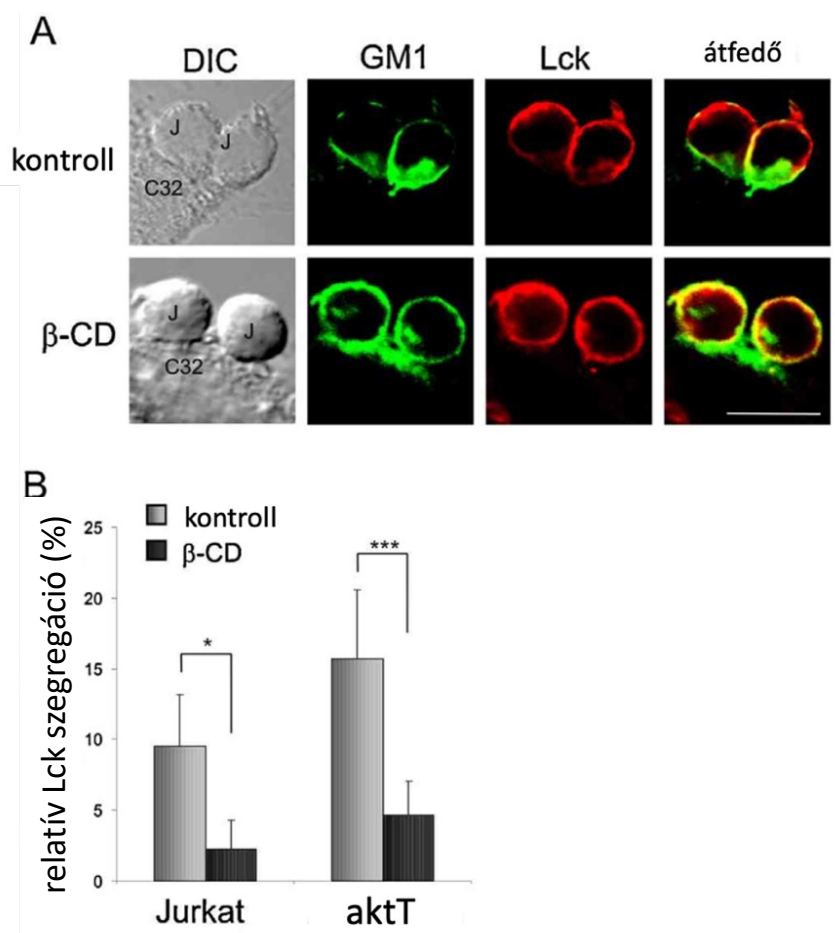 A
DIC GM1 Lck átfedő
kontroll
J J
C32
β-CD
J J
C32
B
kontroll
β-CD
relatív Lck szegregáció (%)
25
20
15
10
5
0
*
***
Jurkat aktT